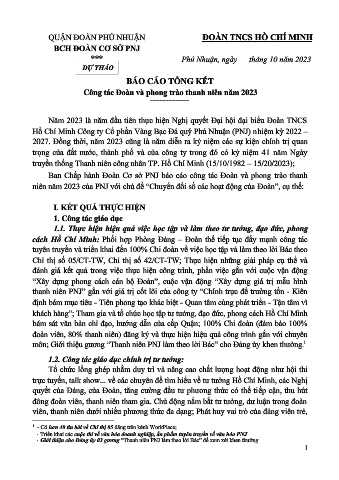 QUẬN ĐOÀN PHÚ NHUẬN
BCH ĐOÀN CƠ SỞ PNJ
***
DỰ THẢO
ĐOÀN TNCS HỒ CHÍ MINH
Phú Nhuận, ngày tháng 10 năm 2023
BÁO CÁO TỔNG KẾT
Công tác Đoàn và phong trào thanh niên năm 2023
Năm 2023 là năm đầu tiên thực hiện Nghị quyết Đại hội đại biểu Đoàn TNCS
Hồ Chí Minh Công ty Cổ phần Vàng Bạc Đá quý Phú Nhuận (PNJ) nhiệm kỳ 2022 –
2027. Đồng thời, năm 2023 cũng là năm diễn ra kỷ niệm các sự kiện chính trị quan
trọng của đất nước, thành phố và của công ty trong đó có kỷ niệm 41 năm Ngày
truyền thống Thanh niên công nhân TP. Hồ Chí Minh (15/10/1982 – 15/20/2023);
Ban Chấp hành Đoàn Cơ sở PNJ báo cáo công tác Đoàn và phong trào thanh
niên năm 2023 của PNJ với chủ đề “Chuyển đổi số các hoạt động của Đoàn”, cụ thể:
I. KẾT QUẢ THỰC HIỆN
1. Công tác giáo dục
1.1. Thực hiện hiệu quả việc học tập và làm theo tư tưởng, đạo đức, phong
cách Hồ Chí Minh: Phối hợp Phòng Đảng – Đoàn thể tiếp tục đẩy mạnh công tác
tuyên truyền và triển khai đến 100% Chi đoàn về việc học tập và làm theo lời Bác theo
Chỉ thị số 05/CT-TW, Chỉ thị số 42/CT-TW; Thực hiện những giải pháp cụ thể và
đánh giá kết quả trong việc thực hiện công trình, phần việc gắn với cuộc vận động
“Xây dựng phong cách cán bộ Đoàn”, cuộc vận động “Xây dựng giá trị mẫu hình
thanh niên PNJ” gắn với giá trị cốt lõi của công ty “Chính trực để trường tồn - Kiên
định bám mục tiêu - Tiên phong tạo khác biệt - Quan tâm cùng phát triển - Tận tâm vì
khách hàng”; Tham gia và tổ chức học tập tư tưởng, đạo đức, phong cách Hồ Chí Minh
bám sát văn bản chỉ đạo, hướng dẫn của cấp Quận; 100% Chi đoàn (đảm bảo 100%
đoàn viên, 80% thanh niên) đăng ký và thực hiện hiệu quả công trình gắn với chuyên
môn; Giới thiệu gương “Thanh niên PNJ làm theo lời Bác” cho Đảng ủy khen thưởng.¹
1.2. Công tác giáo dục chính trị tư tưởng:
Tổ chức lồng ghép nhằm duy trì và nâng cao chất lượng hoạt động như hội thi
trực tuyến, talk show... về các chuyên đề tìm hiểu về tư tưởng Hồ Chí Minh, các Nghị
quyết của Đảng, của Đoàn, tăng cường đầu tư phương thức có thể tiếp cận, thu hút
đông đoàn viên, thanh niên tham gia. Chủ động nắm bắt tư tưởng, dư luận trong đoàn
viên, thanh niên dưới nhiều phương thức đa dạng; Phát huy vai trò của đảng viên trẻ,
¹ - Có hơn 40 tin bài về Chỉ thị 05 đăng trên kênh WorkPlace;
- Triển khai các cuộc thi về văn hóa doanh nghiệp, ấn phẩm tuyên truyền về văn hóa PNJ
- Giới thiệu cho Đảng ủy 03 gương “Thanh niên PNJ làm theo lời Bác” để xem xét khen thưởng
1